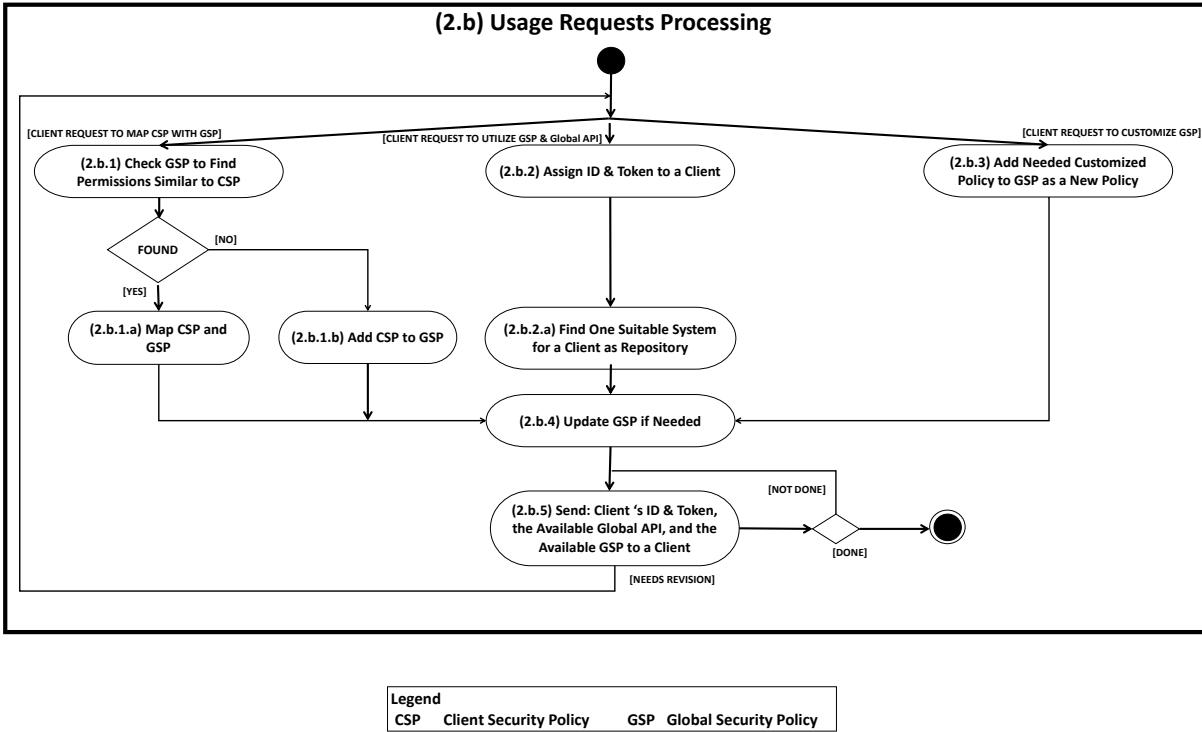 (2.b) Usage Requests Processing
[CLIENT REQUEST TO MAP CSP WITH GSP]
[CLIENT REQUEST TO UTILIZE GSP & Global API]
[CLIENT REQUEST TO CUSTOMIZE GSP]
(2.b.1) Check GSP to Find
Permissions Similar to CSP
(2.b.2) Assign ID & Token to a Client
(2.b.3) Add Needed Customized
Policy to GSP as a New Policy
FOUND
[NO]
[YES]
(2.b.1.a) Map CSP and
GSP
(2.b.1.b) Add CSP to GSP
(2.b.2.a) Find One Suitable System
for a Client as Repository
(2.b.4) Update GSP if Needed
[NOT DONE]
(2.b.5) Send: Client ‘s ID & Token,
the Available Global API, and the
Available GSP to a Client
[DONE]
[NEEDS REVISION]
Legend
CSP Client Security Policy GSP Global Security Policy